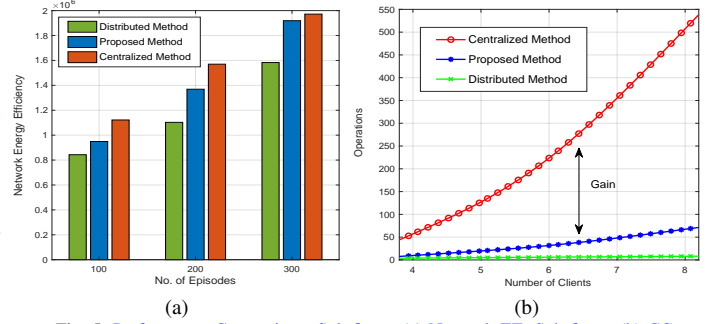 × 10⁶
2
1.8
1.6
1.4
1.2
1
0.8
0.6
0.4
0.2
0
Network Energy Efficiency
Distributed Method
Proposed Method
Centralized Method
100 200 300
No. of Episodes
(a)
550
500
450
400
350
300
250
200
150
100
50
0
Operations
Centralized Method
Proposed Method
Distributed Method
Gain
4 5 6 7 8
Number of Clients
(b)